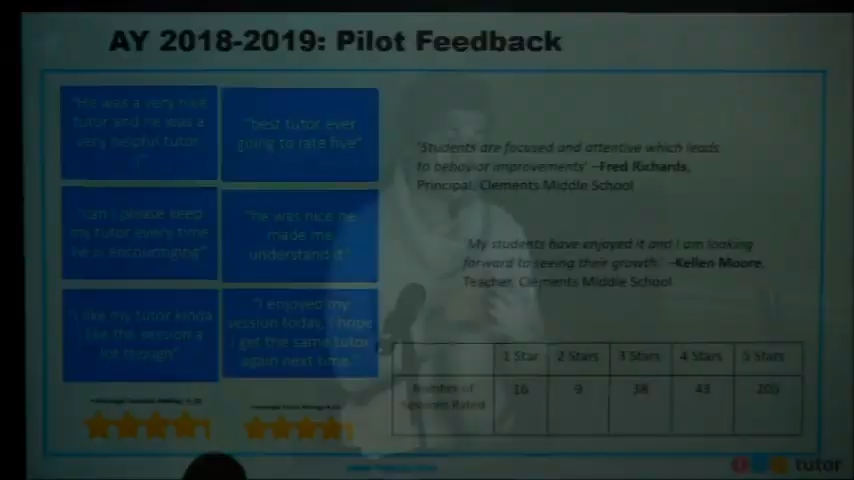 AY 2018-2019: Pilot Feedback
"He was a very nice
tutor and he was a
very helpful tutor
!"
"best tutor ever
going to rate five"
"can i please keep
my tutor every time
he is encouraging"
"he was nice he
made me
understand it"
"I like my tutor kinda
like the session a
lot though"
"I enjoyed my
session today, I hope
I get the same tutor
again next time."
'Students are focused and attentive which leads
to behavior improvements' –Fred Richards,
Principal, Clements Middle School
'My students have enjoyed it and I am looking
forward to seeing their growth.' –Kellen Moore,
Teacher, Clements Middle School
1 Star 2 Stars 3 Stars 4 Stars 5 Stars
Number of
Sessions Rated
16 9 38 43 205
tutor